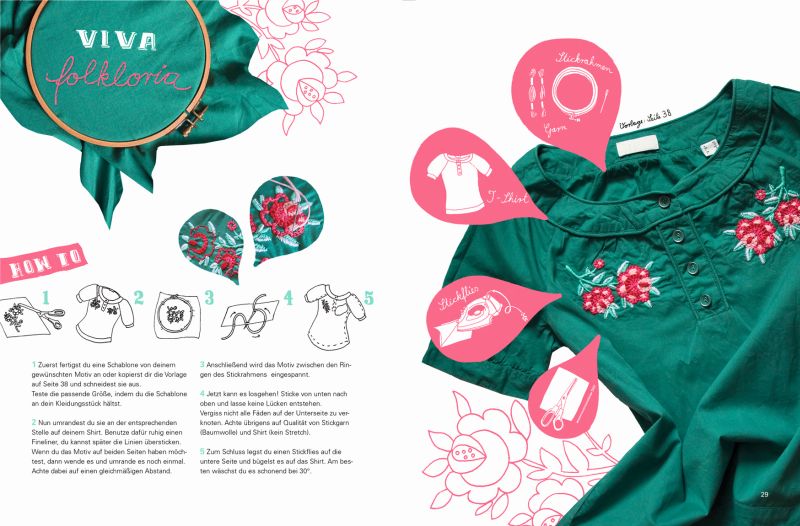 VIVA
folkloria
HOW TO
1
2
3
4
5
1 Zuerst fertigst du eine Schablone von deinem
gewünschten Motiv an oder kopierst dir die Vorlage
auf Seite 38 und schneidest sie aus.
Teste die passende Größe, indem du die Schablone
an dein Kleidungsstück hältst.
2 Nun umrandest du sie an der entsprechenden
Stelle auf deinem Shirt. Benutze dafür ruhig einen
Fineliner, du kannst später die Linien übersticken.
Wenn du das Motiv auf beiden Seiten haben möch-
test, dann wende es und umrande es noch einmal.
Achte dabei auf einen gleichmäßigen Abstand.
3 Anschließend wird das Motiv zwischen den Rin-
gen des Stickrahmens eingespannt.
4 Jetzt kann es losgehen! Sticke von unten nach
oben und lasse keine Lücken entstehen.
Vergiss nicht alle Fäden auf der Unterseite zu ver-
knoten. Achte übrigens auf Qualität von Stickgarn
(Baumwolle) und Shirt (kein Stretch).
5 Zum Schluss legst du einen Stickflies auf die
untere Seite und bügelst es auf das Shirt. Am bes-
ten wäschst du es schonend bei 30°.
Stickrahmen
Garn
Vorlage: Seite 38
T-Shirt
Stickflies
29